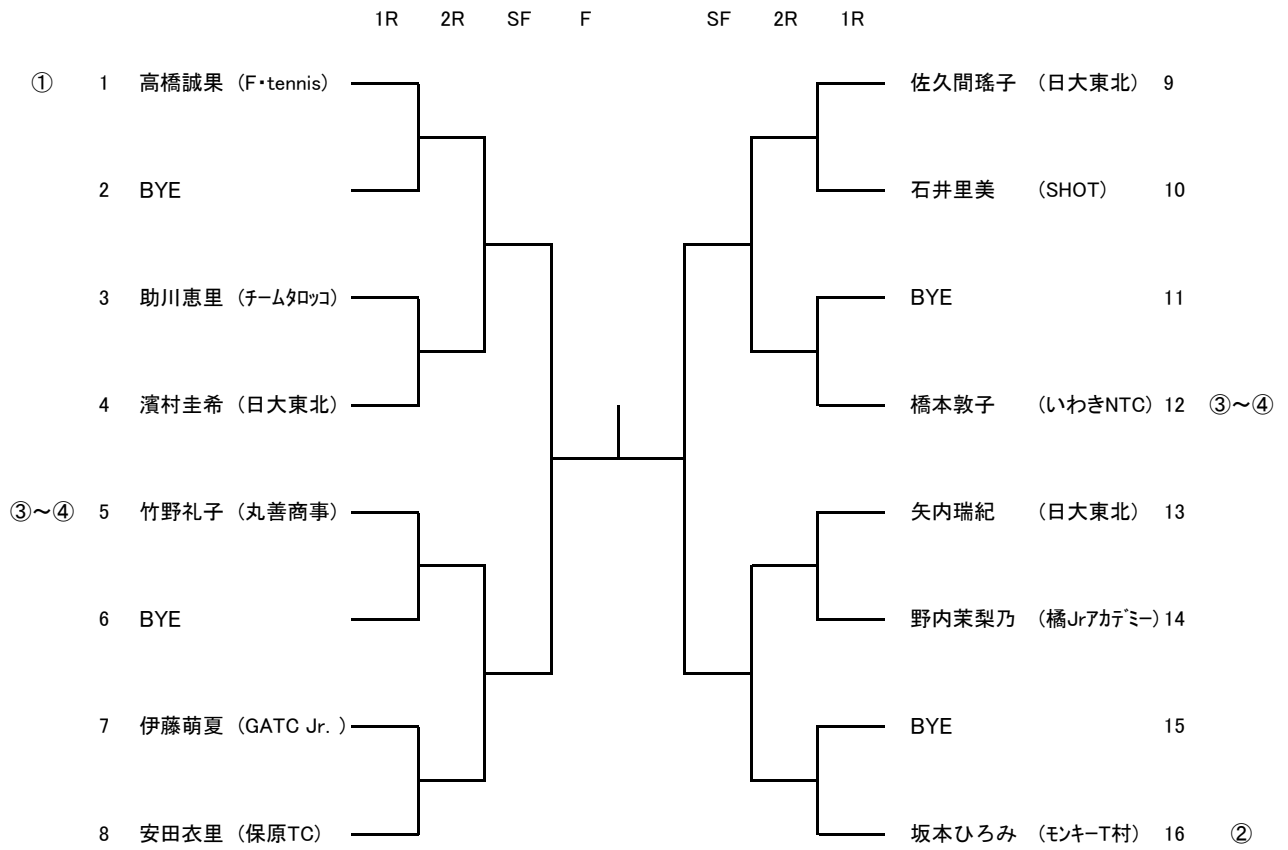 1R 2R SF F SF 2R 1R
① 1 高橋誠果 (F・tennis) 佐久間瑤子 (日大東北) 9
2 BYE 石井里美 (SHOT) 10
3 助川恵里 (ﾁｰﾑﾀﾛｯｺ) BYE 11
4 濱村圭希 (日大東北) 橋本敦子 (いわきNTC) 12 ③～④
③～④ 5 竹野礼子 (丸善商事) 矢内瑞紀 (日大東北) 13
6 BYE 野内茉梨乃 (橘Jrｱｶﾃﾞﾐｰ) 14
7 伊藤萌夏 (GATC Jr. ) BYE 15
8 安田衣里 (保原TC) 坂本ひろみ (ﾓﾝｷｰT村) 16 ②